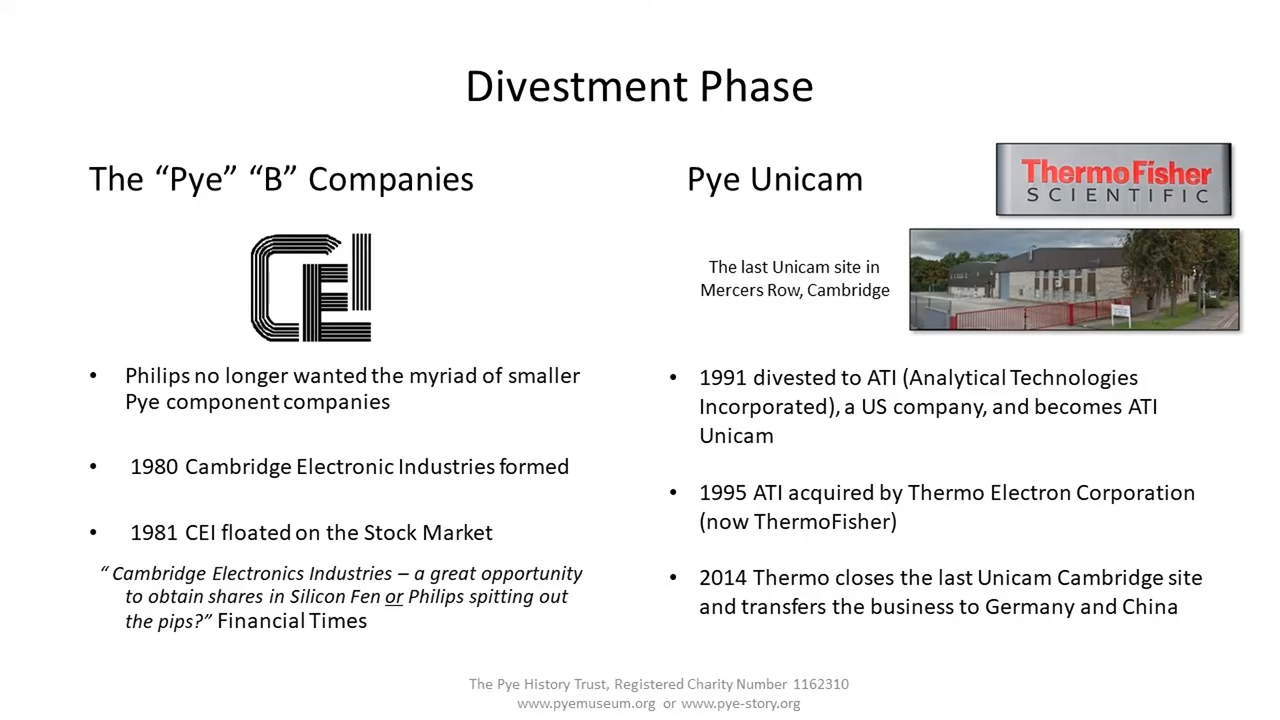 Divestment Phase
The “Pye” “B” Companies
CEI
• Philips no longer wanted the myriad of smaller
Pye component companies
• 1980 Cambridge Electronic Industries formed
• 1981 CEI floated on the Stock Market
“ Cambridge Electronics Industries – a great opportunity
to obtain shares in Silicon Fen or Philips spitting out
the pips?” Financial Times
Pye Unicam
ThermoFisher
SCIENTIFIC
The last Unicam site in
Mercers Row, Cambridge
• 1991 divested to ATI (Analytical Technologies
Incorporated), a US company, and becomes ATI
Unicam
• 1995 ATI acquired by Thermo Electron Corporation
(now ThermoFisher)
• 2014 Thermo closes the last Unicam Cambridge site
and transfers the business to Germany and China
The Pye History Trust, Registered Charity Number 1162310
www.pyemuseum.org or www.pye-story.org